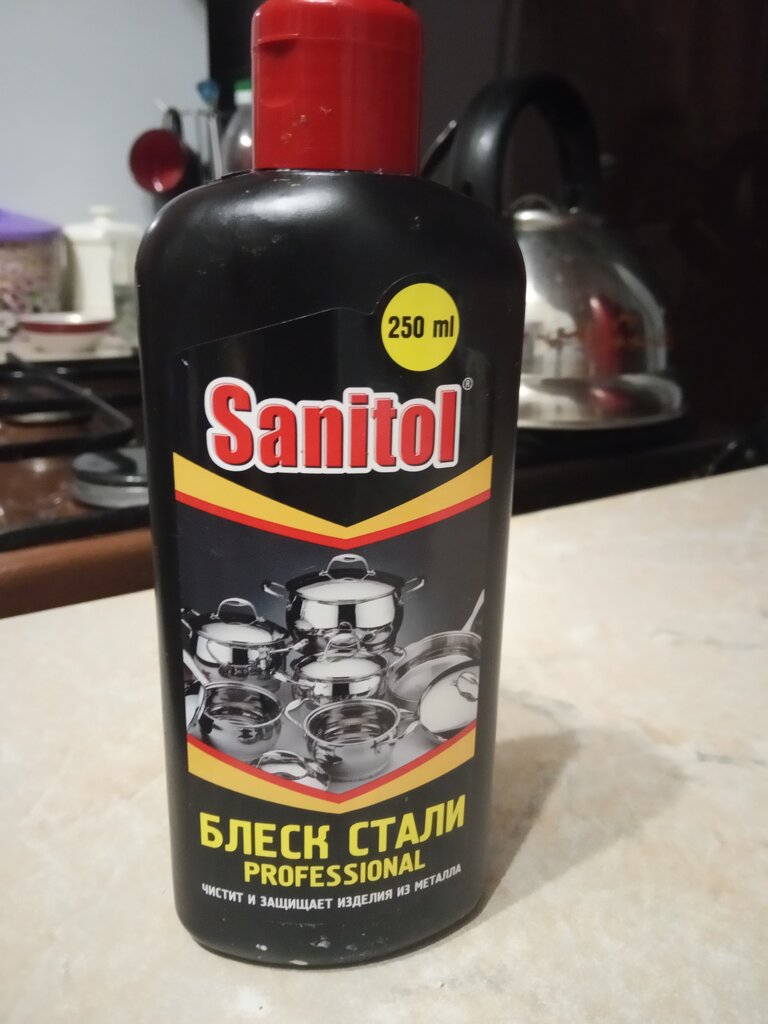 250 ml
Sanitol®
БЛЕСК СТАЛИ
PROFESSIONAL
ЧИСТИТ И ЗАЩИЩАЕТ ИЗДЕЛИЯ ИЗ МЕТАЛЛА